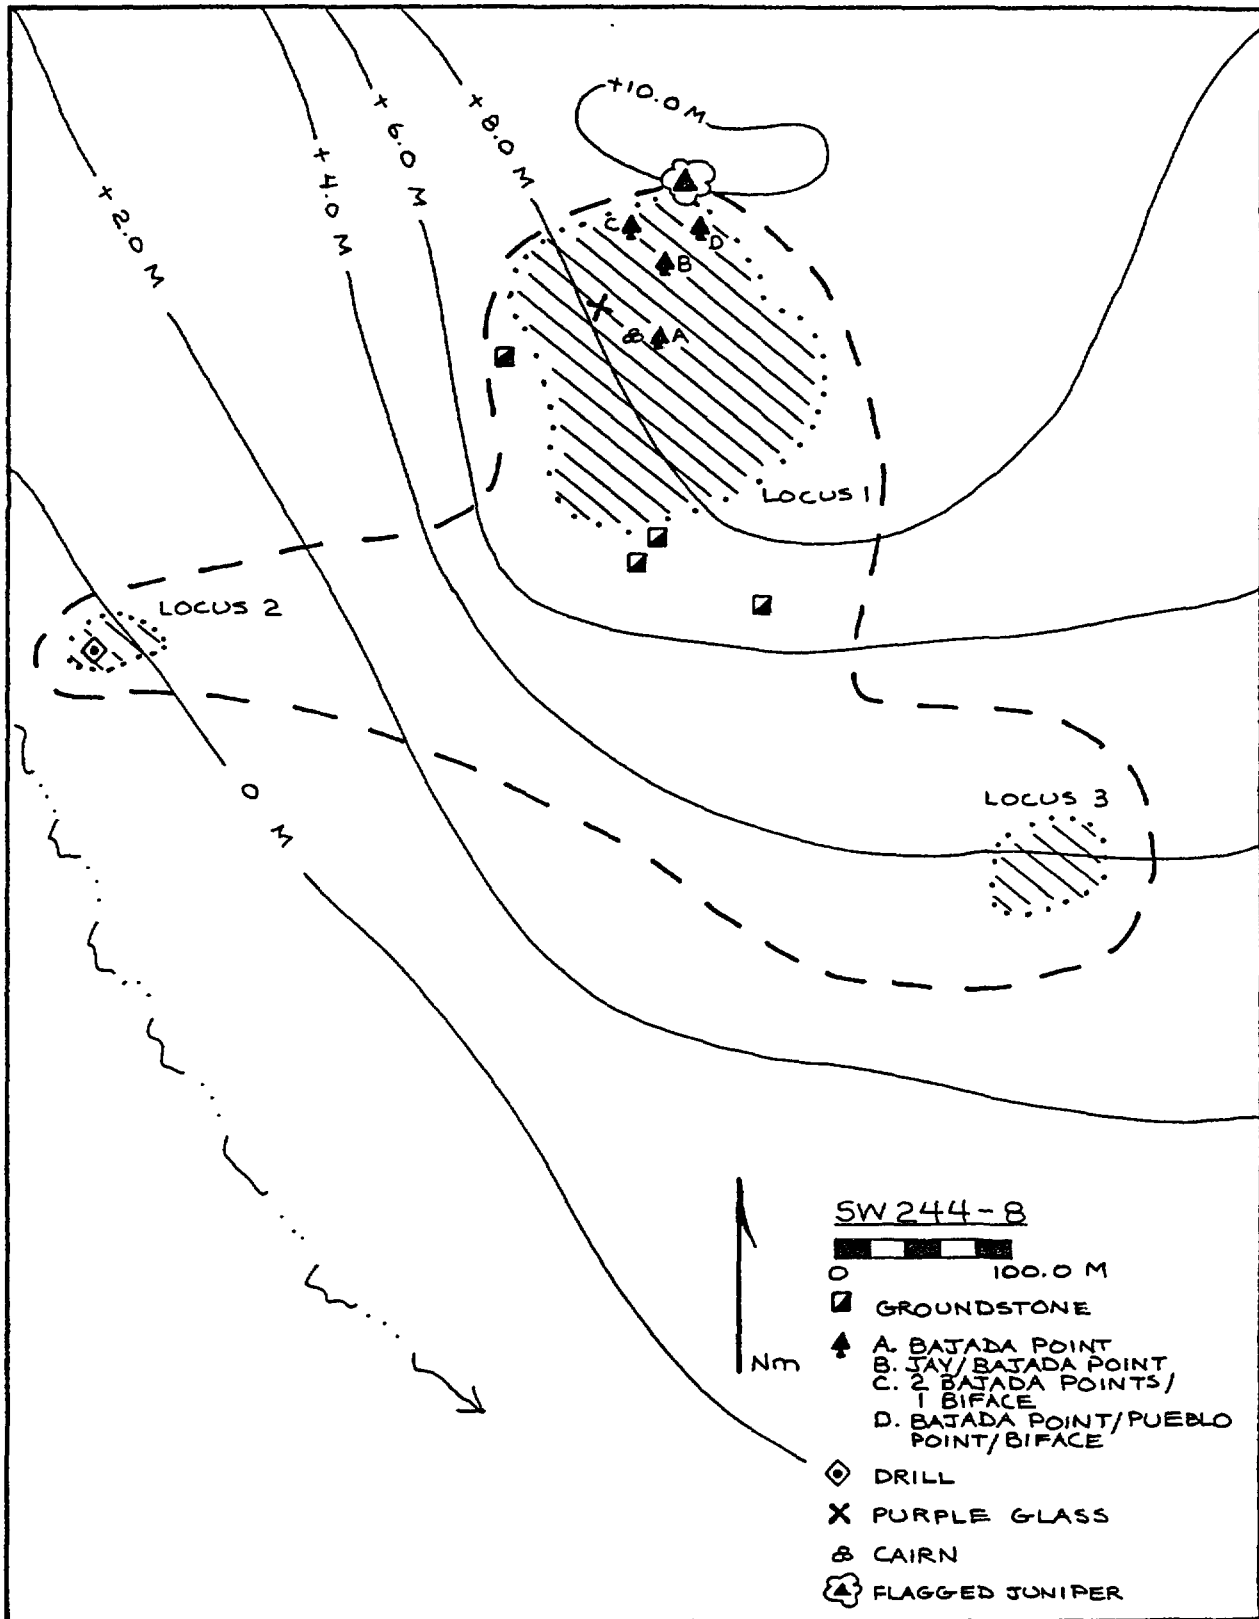 +10.0 M
+8.0 M
+6.0 M
+4.0 M
+2.0 M
C
D
B
A
LOCUS 1
LOCUS 2
LOCUS 3
0 M
SW 244-8
0 100.0 M
GROUNDSTONE
A. BAJADA POINT
B. JAY/BAJADA POINT
C. 2 BAJADA POINTS/
1 BIFACE
D. BAJADA POINT/PUEBLO
POINT/BIFACE
Nm
DRILL
PURPLE GLASS
CAIRN
FLAGGED JUNIPER